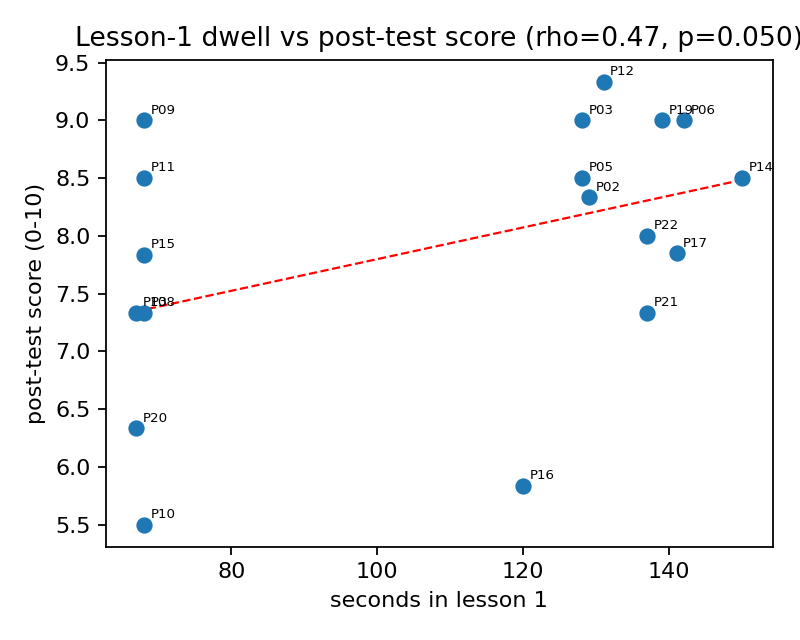 Lesson-1 dwell vs post-test score (rho=0.47, p=0.050)
9.5
9.0
8.5
8.0
7.5
7.0
6.5
6.0
5.5
post-test score (0-10)
P12
P09
P03
P19
P06
P11
P05
P14
P02
P22
P15
P17
P08
P21
P20
P16
P10
80
100
120
140
seconds in lesson 1